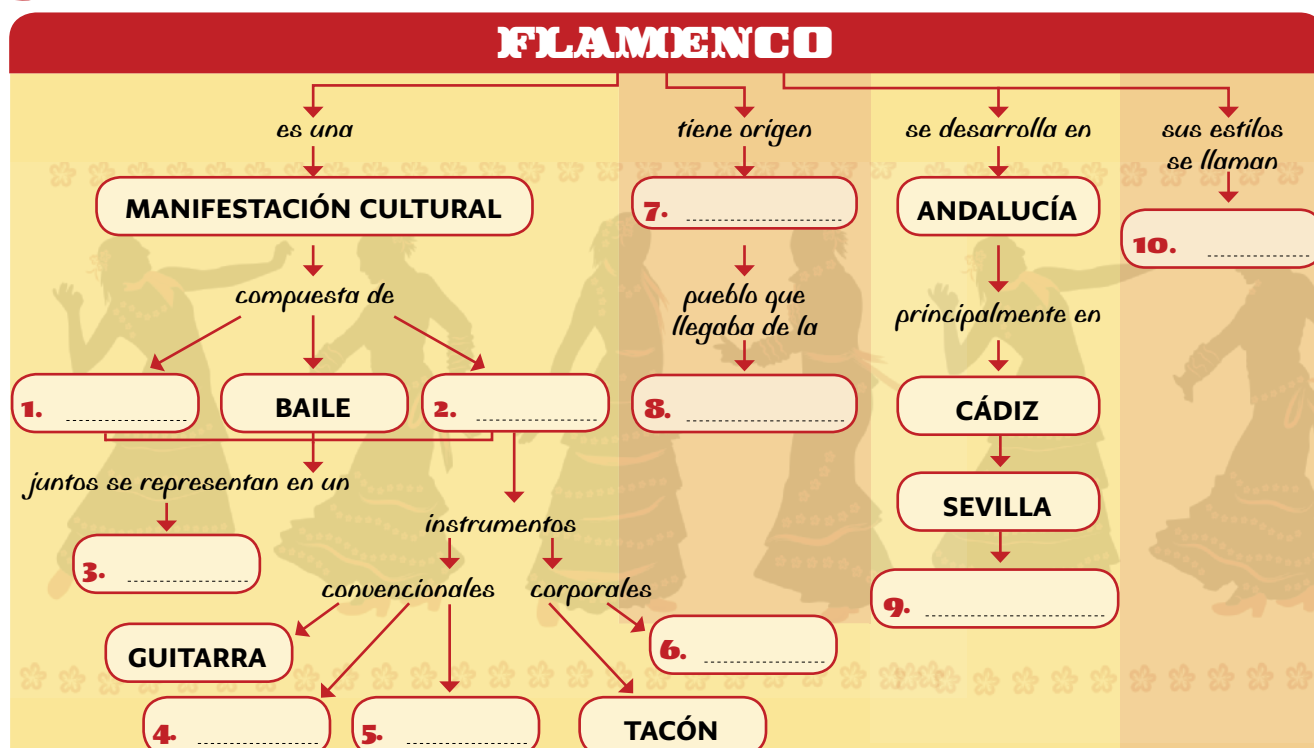 FLAMENCO
es una
MANIFESTACIÓN CULTURAL
compuesta de
1.
BAILE
2.
juntos se representan en un
3.
instrumentos
convencionales
corporales
GUITARRA
4.
5.
6.
TACÓN
tiene origen
7.
pueblo que
llegaba de la
8.
se desarrolla en
ANDALUCÍA
principalmente en
CÁDIZ
SEVILLA
9.
sus estilos
se llaman
10.